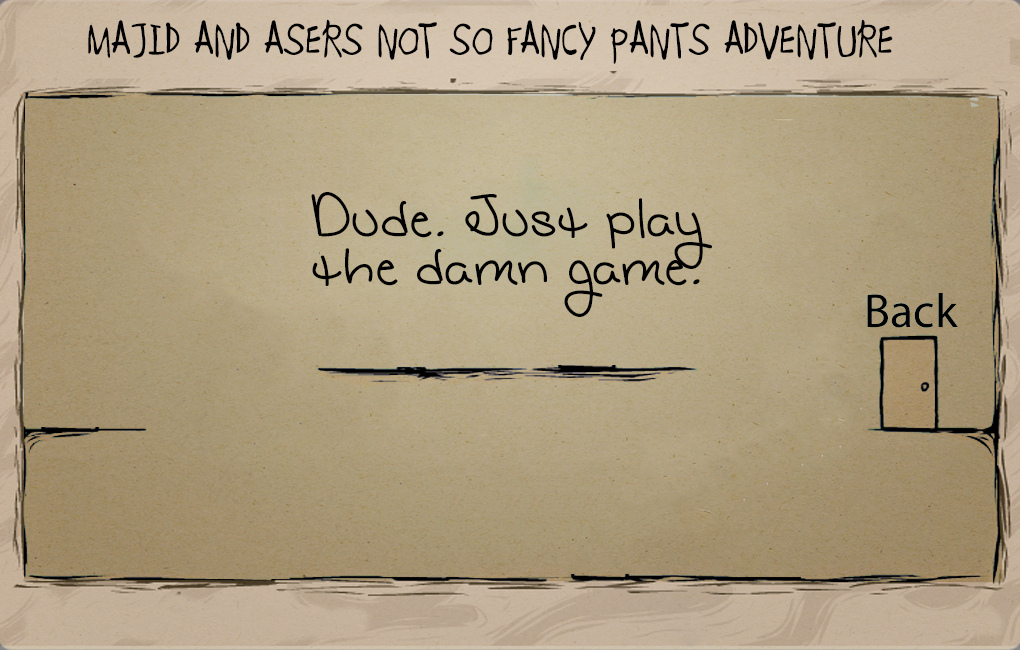 MAJID AND ASERS NOT SO FANCY PANTS ADVENTURE
Dude. Just play
the damn game.
Back